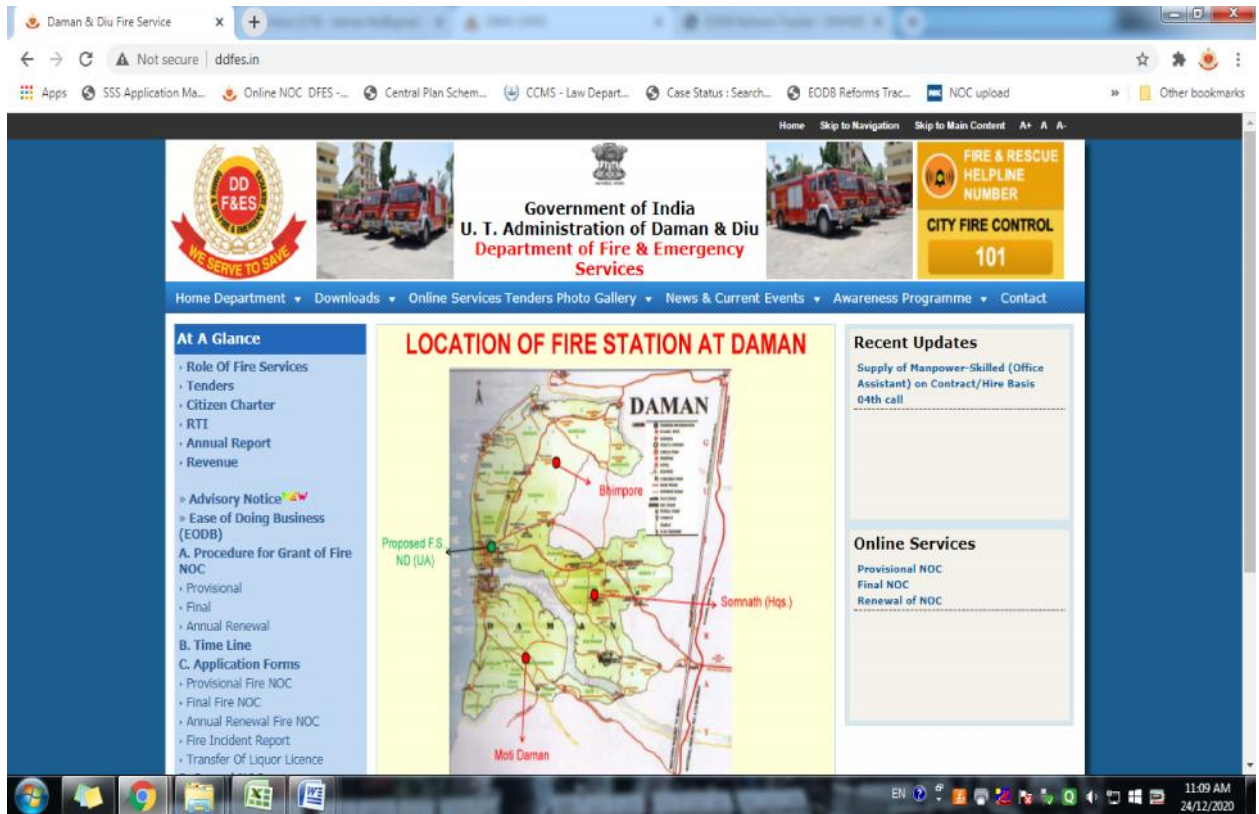 Daman & Diu Fire Service
Not secure | ddfes.in
Apps SSS Application Ma... Online NOC DFES -... Central Plan Schem... CCMS - Law Depart... Case Status : Search... EODB Reforms Trac... NOC upload » Other bookmarks
Home Skip to Navigation Skip to Main Content A+ A A-
DD
F&ES
WE SERVE TO SAVE
Government of India
U. T. Administration of Daman & Diu
Department of Fire & Emergency
Services
FIRE & RESCUE
HELPLINE
NUMBER
CITY FIRE CONTROL
101
Home Department Downloads Online Services Tenders Photo Gallery News & Current Events Awareness Programme Contact
At A Glance
› Role Of Fire Services
› Tenders
› Citizen Charter
› RTI
› Annual Report
› Revenue
» Advisory Notice
» Ease of Doing Business
(EODB)
A. Procedure for Grant of Fire
NOC
› Provisional
› Final
› Annual Renewal
B. Time Line
C. Application Forms
› Provisional Fire NOC
› Final Fire NOC
› Annual Renewal Fire NOC
› Fire Incident Report
› Transfer Of Liquor Licence
LOCATION OF FIRE STATION AT DAMAN
DAMAN
Bhimpore
Proposed F.S.
ND (UA)
Somnath (Hqs.)
D A M A N
Moti Daman
Recent Updates
Supply of Manpower-Skilled (Office
Assistant) on Contract/Hire Basis
04th call
Online Services
Provisional NOC
Final NOC
Renewal of NOC
EN
11:09 AM
24/12/2020